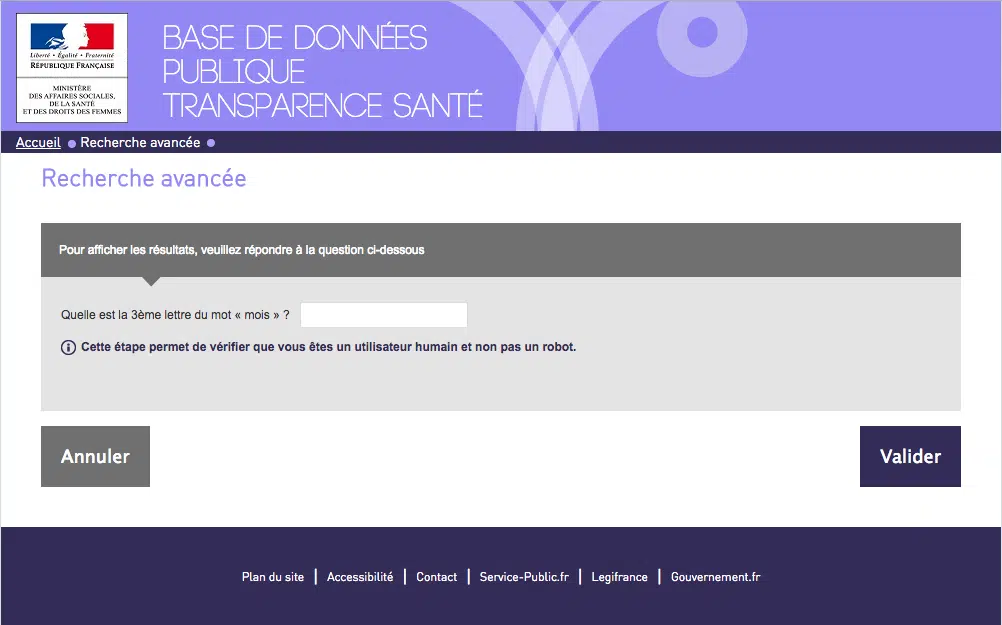 Liberté • Égalité • Fraternité
RÉPUBLIQUE FRANÇAISE
MINISTÈRE
DES AFFAIRES SOCIALES,
DE LA SANTÉ
ET DES DROITS DES FEMMES
BASE DE DONNÉES
PUBLIQUE
TRANSPARENCE SANTÉ
Accueil Recherche avancée
Recherche avancée
Pour afficher les résultats, veuillez répondre à la question ci-dessous
Quelle est la 3ème lettre du mot « mois » ?
Cette étape permet de vérifier que vous êtes un utilisateur humain et non pas un robot.
Annuler Valider
Plan du site | Accessibilité | Contact | Service-Public.fr | Legifrance | Gouvernement.fr